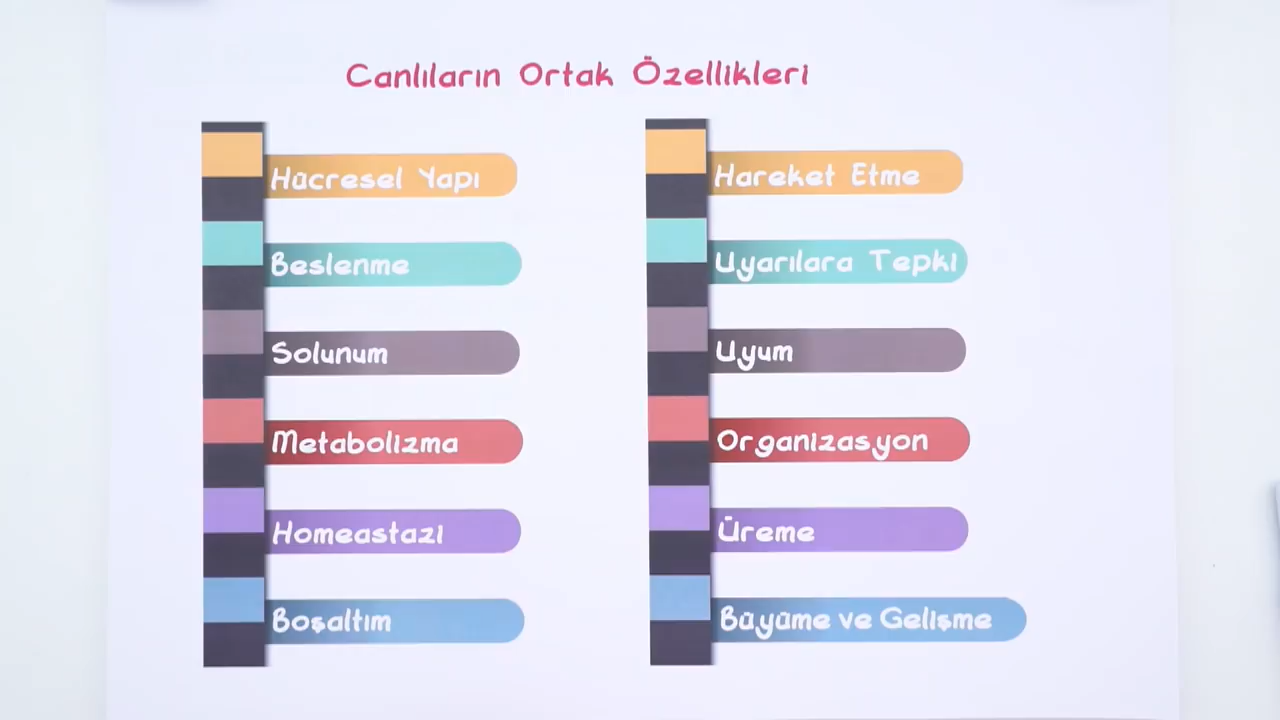 Canlıların Ortak Özellikleri
Hücresel Yapı
Beslenme
Solunum
Metabolizma
Homeastazi
Boşaltım
Hareket Etme
Uyarılara Tepki
Uyum
Organizasyon
Üreme
Büyüme ve Gelişme